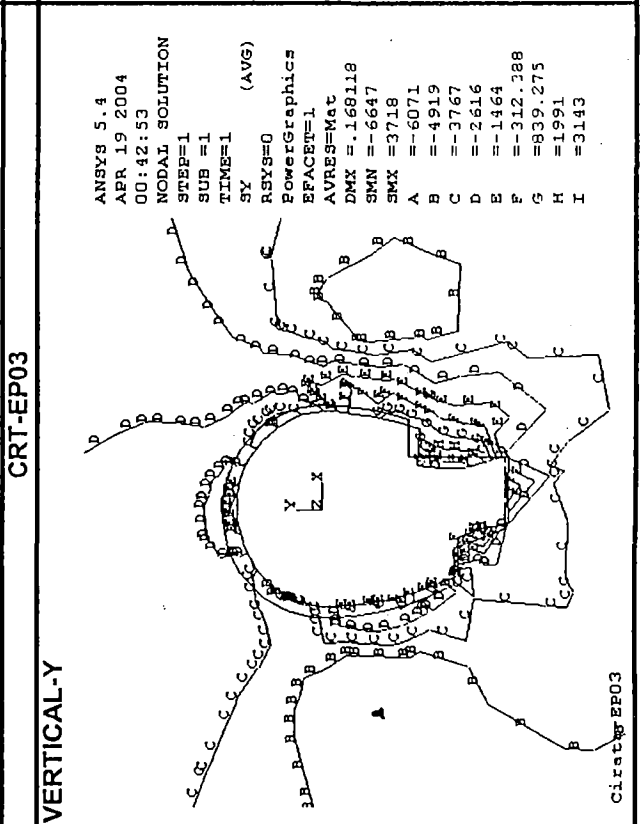 CRT-EP03
VERTICAL-Y
ANSYS 5.4
APR 19 2004
00:42:53
NODAL SOLUTION
STEP=1
SUB =1
TIME=1
SY (AVG)
RSYS=0
PowerGraphics
EFACET=1
AVRES=Mat
DMX =.168118
SMN =-6647
SMX =3718
A =-6071
B =-4919
C =-3767
D =-2616
E =-1464
F =-312.388
G =839.275
H =1991
I =3143
Y
Z X